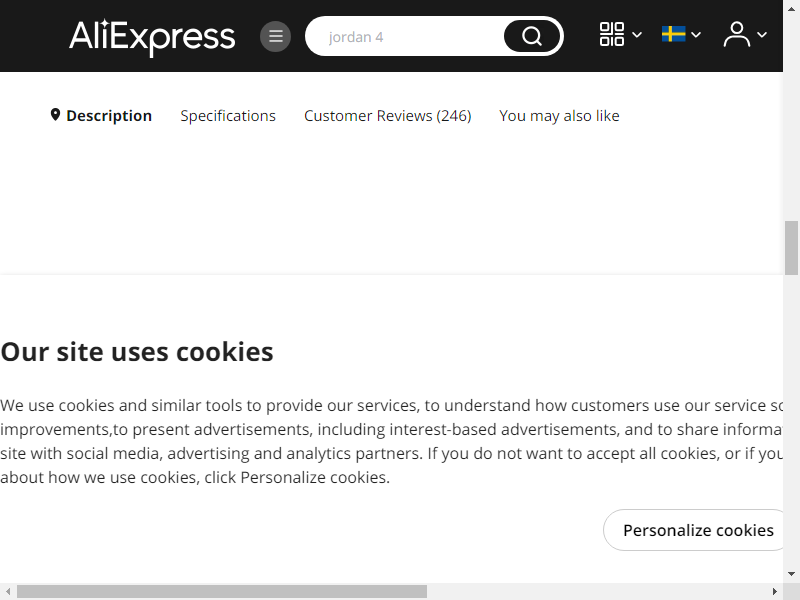 AliExpress
jordan 4
Description
Specifications
Customer Reviews (246)
You may also like
Our site uses cookies
We use cookies and similar tools to provide our services, to understand how customers use our service so
improvements,to present advertisements, including interest-based advertisements, and to share informa
site with social media, advertising and analytics partners. If you do not want to accept all cookies, or if you
about how we use cookies, click Personalize cookies.
Personalize cookies